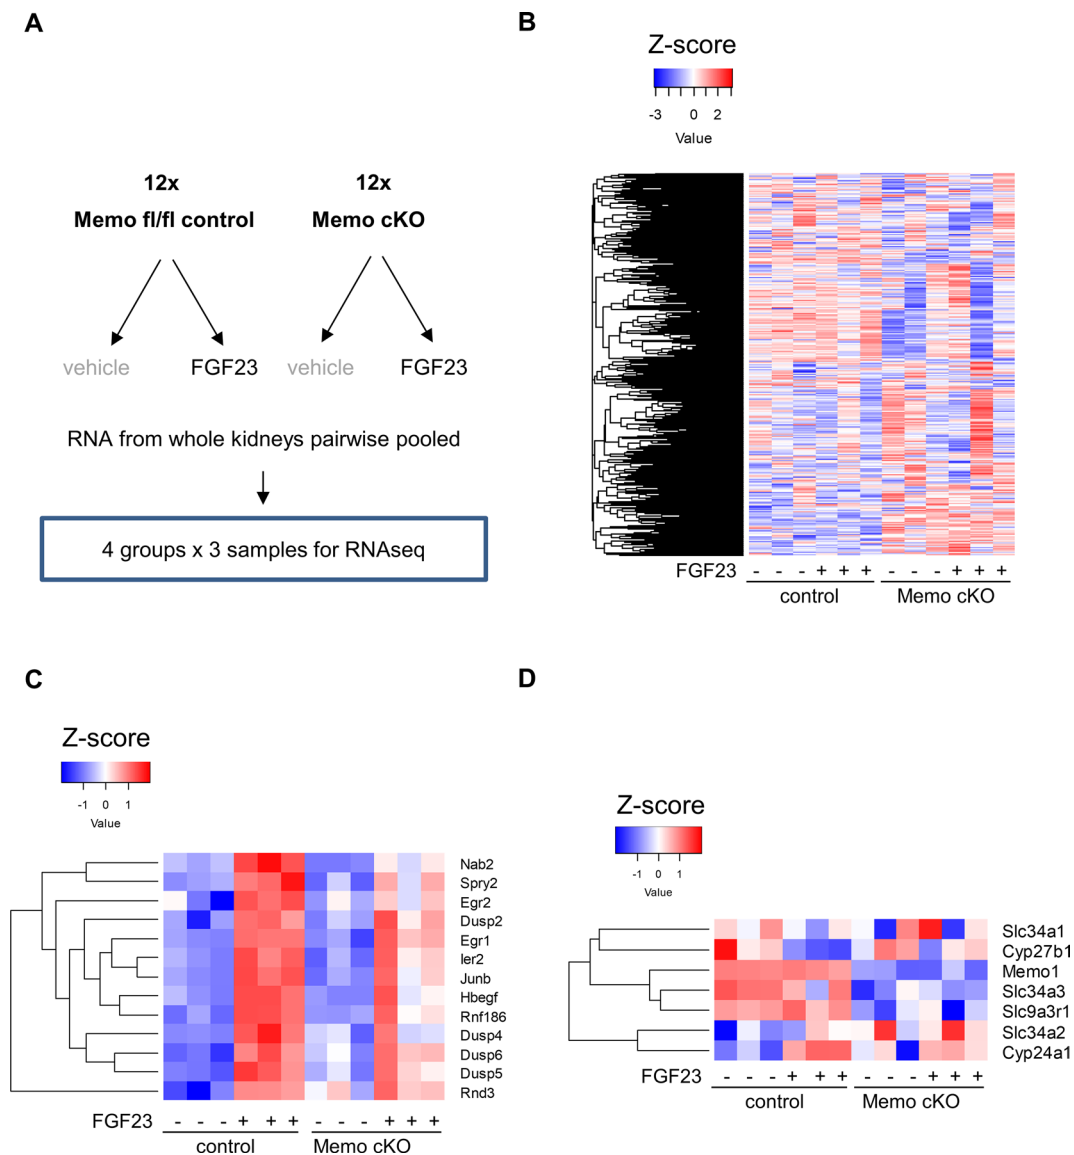 A
12x
Memo fl/fl control
12x
Memo cKO
vehicle
FGF23
vehicle
FGF23
RNA from whole kidneys pairwise pooled
4 groups x 3 samples for RNAseq
B
Z-score
-3 0 2
Value
FGF23 - - - + + + - - - + + +
control Memo cKO
C
Z-score
-1 0 1
Value
Nab2
Spry2
Egr2
Dusp2
Egr1
Ier2
Junb
Hbegf
Rnf186
Dusp4
Dusp6
Dusp5
Rnd3
FGF23 - - - + + + - - - + + +
control Memo cKO
D
Z-score
-1 0 1
Value
Slc34a1
Cyp27b1
Memo1
Slc34a3
Slc9a3r1
Slc34a2
Cyp24a1
FGF23 - - - + + + - - - + + +
control Memo cKO